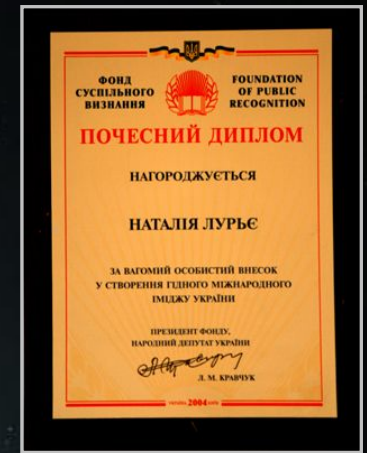 ФОНД
СУСПІЛЬНОГО
ВИЗНАННЯ
FOUNDATION
OF PUBLIC
RECOGNITION
ПОЧЕСНИЙ ДИПЛОМ
НАГОРОДЖУЄТЬСЯ
НАТАЛІЯ ЛУРЬЄ
ЗА ВАГОМИЙ ОСОБИСТИЙ ВНЕСОК
У СТВОРЕННЯ ГІДНОГО МІЖНАРОДНОГО
ІМІДЖУ УКРАЇНИ
ПРЕЗИДЕНТ ФОНДУ,
НАРОДНИЙ ДЕПУТАТ УКРАЇНИ
Л. М. КРАВЧУК
2004